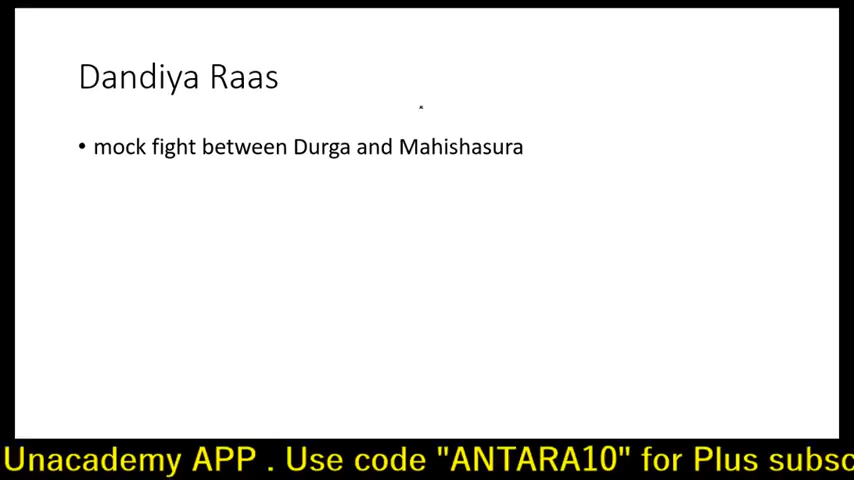 Dandiya Raas
• mock fight between Durga and Mahishasura
Unacademy APP . Use code "ANTARA10" for Plus subsc